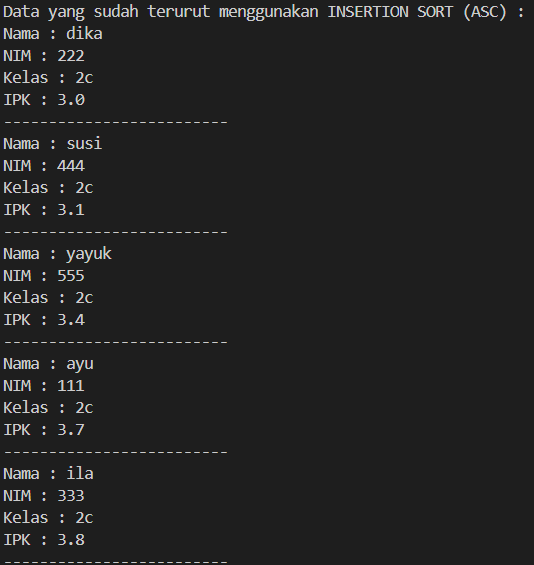 Data yang sudah terurut menggunakan INSERTION SORT (ASC) :
Nama : dika
NIM : 222
Kelas : 2c
IPK : 3.0
-------------------------
Nama : susi
NIM : 444
Kelas : 2c
IPK : 3.1
-------------------------
Nama : yayuk
NIM : 555
Kelas : 2c
IPK : 3.4
-------------------------
Nama : ayu
NIM : 111
Kelas : 2c
IPK : 3.7
-------------------------
Nama : ila
NIM : 333
Kelas : 2c
IPK : 3.8
-------------------------